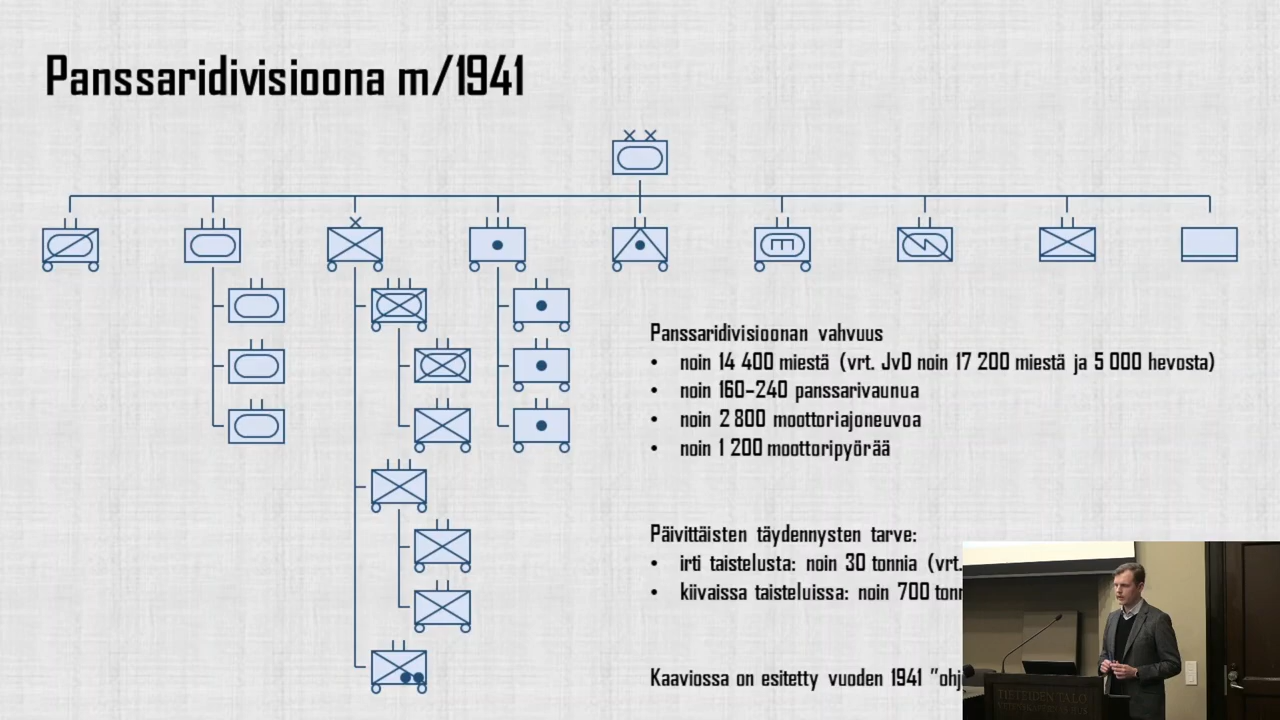 Panssaridivisioona m/1941
Panssaridivisioonan vahvuus
• noin 14 400 miestä (vrt. JvD noin 17 200 miestä ja 5 000 hevosta)
• noin 160-240 panssarivaunua
• noin 2 800 moottoriajoneuvoa
• noin 1 200 moottoripyörää
Päivittäisten täydennysten tarve:
• irti taistelusta: noin 30 tonnia (vrt.
• kiivaissa taisteluissa: noin 700
Kaaviossa on esitetty vuoden 1941
TIETEIDEN TALO